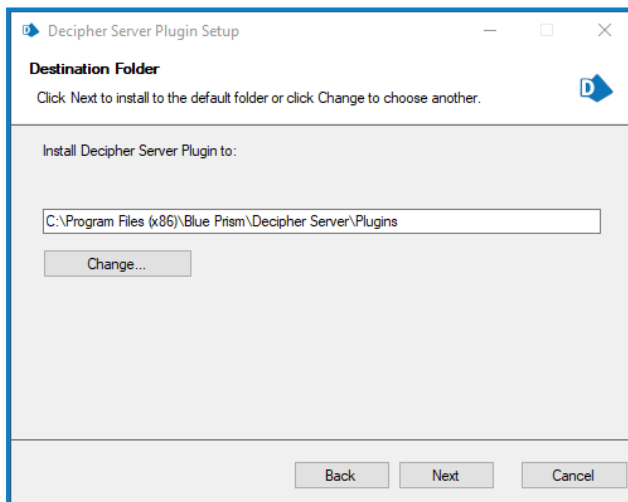 D Decipher Server Plugin Setup
Destination Folder
Click Next to install to the default folder or click Change to choose another.
D
Install Decipher Server Plugin to:
C:\Program Files (x86)\Blue Prism\Decipher Server\Plugins
Change...
Back Next Cancel